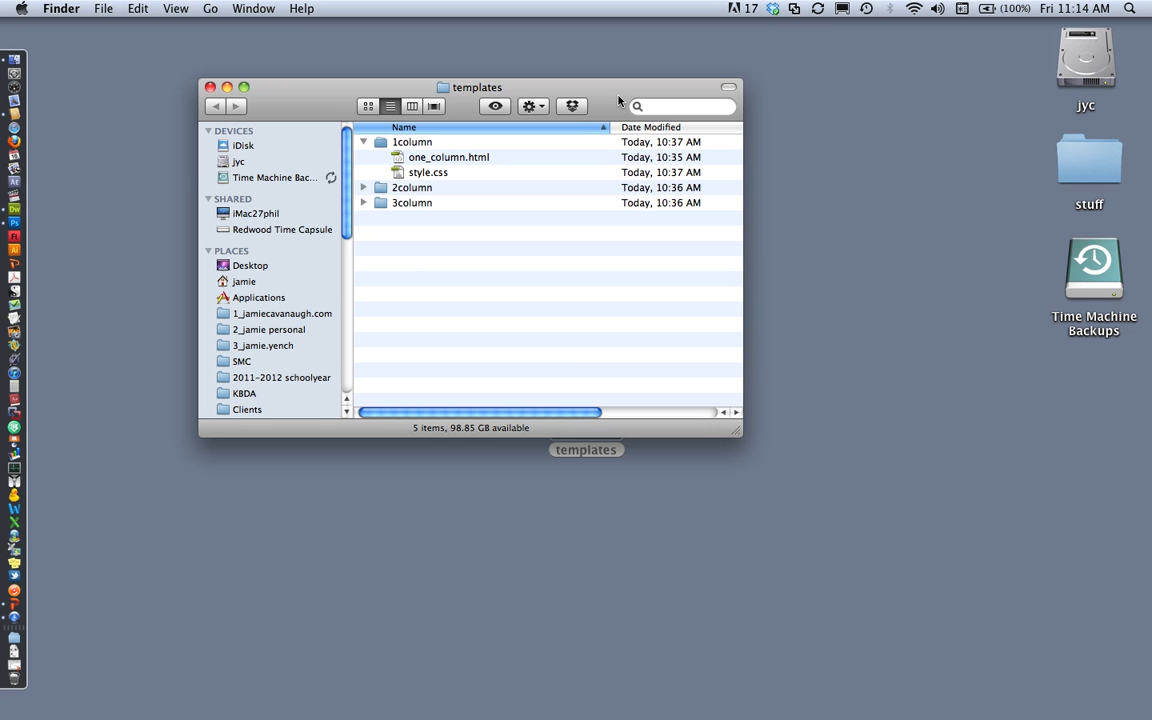 Finder File Edit View Go Window Help 17 (100%) Fri 11:14 AM
templates
Name Date Modified
DEVICES
iDisk
jyc
Time Machine Bac...
SHARED
iMac27phil
Redwood Time Capsule
PLACES
Desktop
jamie
Applications
1_jamiecavanaugh.com
2_jamie personal
3_jamie.yench
SMC
2011-2012 schoolyear
KBDA
Clients
1column Today, 10:37 AM
one_column.html Today, 10:35 AM
style.css Today, 10:37 AM
2column Today, 10:36 AM
3column Today, 10:36 AM
5 items, 98.85 GB available
templates
jyc
stuff
Time Machine
Backups